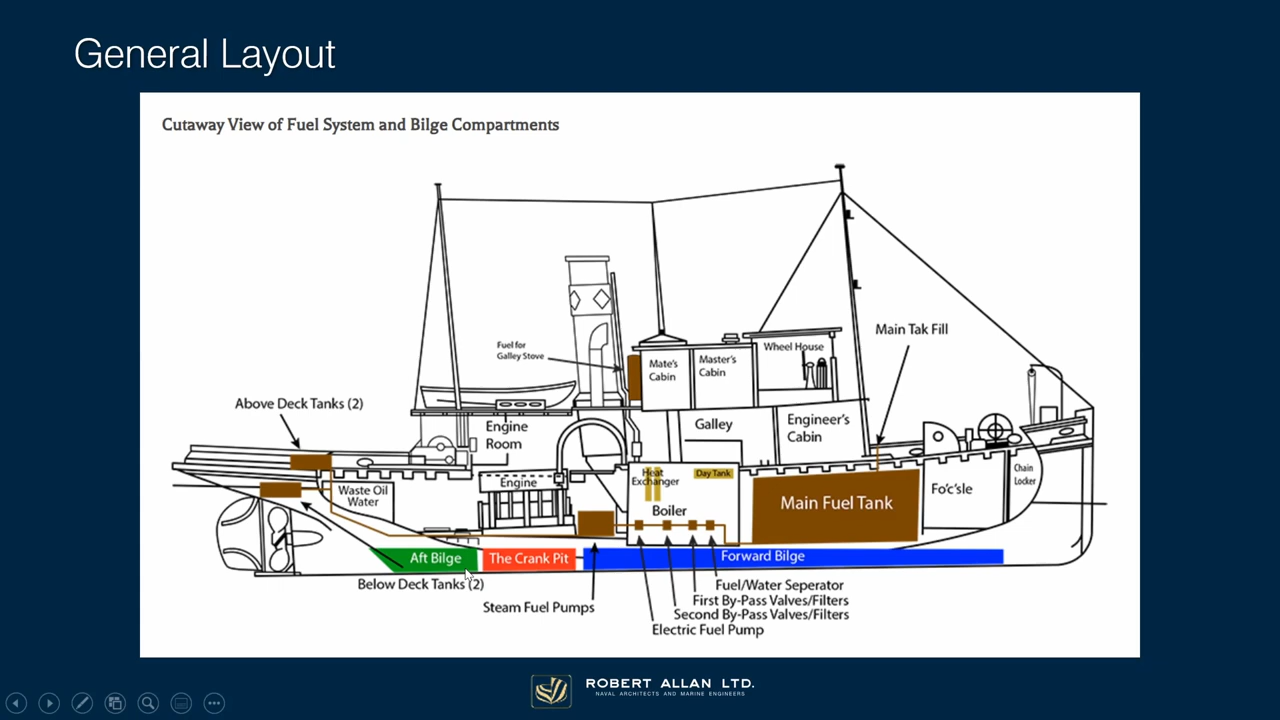 General Layout
Cutaway View of Fuel System and Bilge Compartments
Main Tak Fill
Fuel for
Galley Stove
Wheel House
Mate's
Cabin
Master's
Cabin
Above Deck Tanks (2)
Engine
Room
Galley
Engineer's
Cabin
Heat
Exchanger
Day Tank
Chain
Locker
Waste Oil
Water
Engine
Boiler
Main Fuel Tank
Fo'c'sle
Aft Bilge
The Crank Pit
Forward Bilge
Below Deck Tanks (2)
Steam Fuel Pumps
Fuel/Water Seperator
First By-Pass Valves/Filters
Second By-Pass Valves/Filters
Electric Fuel Pump
ROBERT ALLAN LTD.
NAVAL ARCHITECTS AND MARINE ENGINEERS